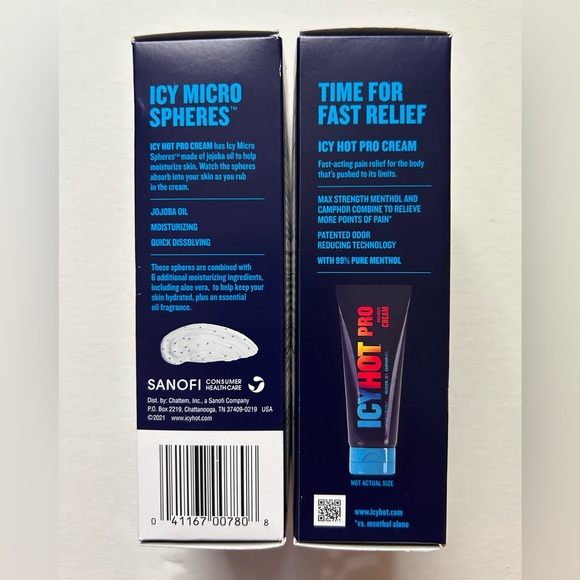 ICY MICRO
SPHERES™
ICY HOT PRO CREAM has Icy Micro
Spheres™ made of jojoba oil to help
moisturize skin. Watch the spheres
absorb into your skin as you rub
in the cream.
JOJOBA OIL
MOISTURIZING
QUICK DISSOLVING
These spheres are combined with
6 additional moisturizing ingredients,
including aloe vera, to help keep your
skin hydrated, plus an essential
oil fragrance.
SANOFI CONSUMER
HEALTHCARE
Dist. by: Chattem, Inc., a Sanofi Company
P.O. Box 2219, Chattanooga, TN 37409-0219 USA
©2021 www.icyhot.com
0 41167 00780 8
TIME FOR
FAST RELIEF
ICY HOT PRO CREAM
Fast-acting pain relief for the body
that's pushed to its limits.
MAX STRENGTH MENTHOL AND
CAMPHOR COMBINE TO RELIEVE
MORE POINTS OF PAIN*
PATENTED ODOR
REDUCING TECHNOLOGY
WITH 99% PURE MENTHOL
ICY HOT PRO
CREAM
NOT ACTUAL SIZE
www.icyhot.com
*vs. menthol alone